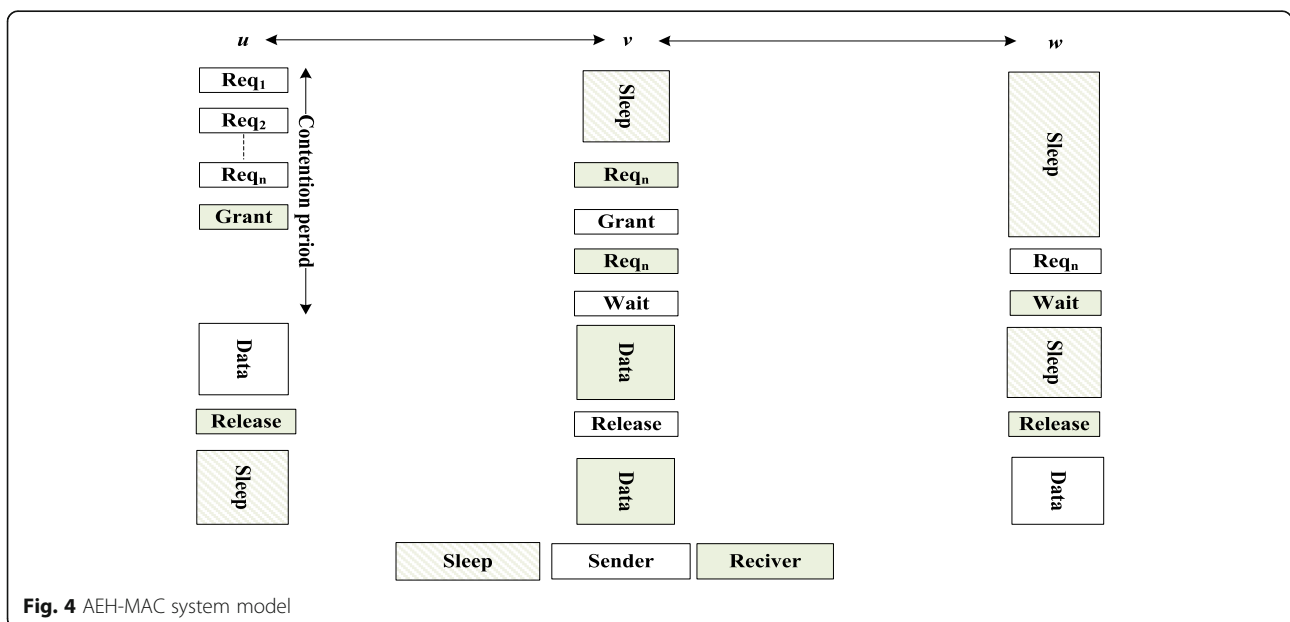 u v w
Req1
Req2
Reqn
Grant
Contention period
Data
Release
Sleep
Sleep
Reqn
Grant
Reqn
Wait
Data
Release
Data
Sleep
Reqn
Wait
Sleep
Release
Data
Sleep Sender Reciver
Fig. 4 AEH-MAC system model